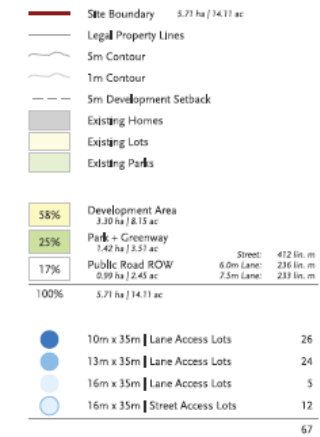 Site Boundary 5.71 ha | 14.11 ac
Legal Property Lines
5m Contour
1m Contour
5m Development Setback
Existing Homes
Existing Lots
Existing Parks
58% Development Area
3.30 ha | 8.15 ac
25% Park + Greenway
1.42 ha | 3.51 ac
Street: 412 lin. m
17% Public Road ROW 6.0m Lane: 236 lin. m
0.99 ha | 2.45 ac 7.5m Lane: 233 lin. m
100% 5.71 ha | 14.11 ac
10m x 35m | Lane Access Lots 26
13m x 35m | Lane Access Lots 24
16m x 35m | Lane Access Lots 5
16m x 35m | Street Access Lots 12
67